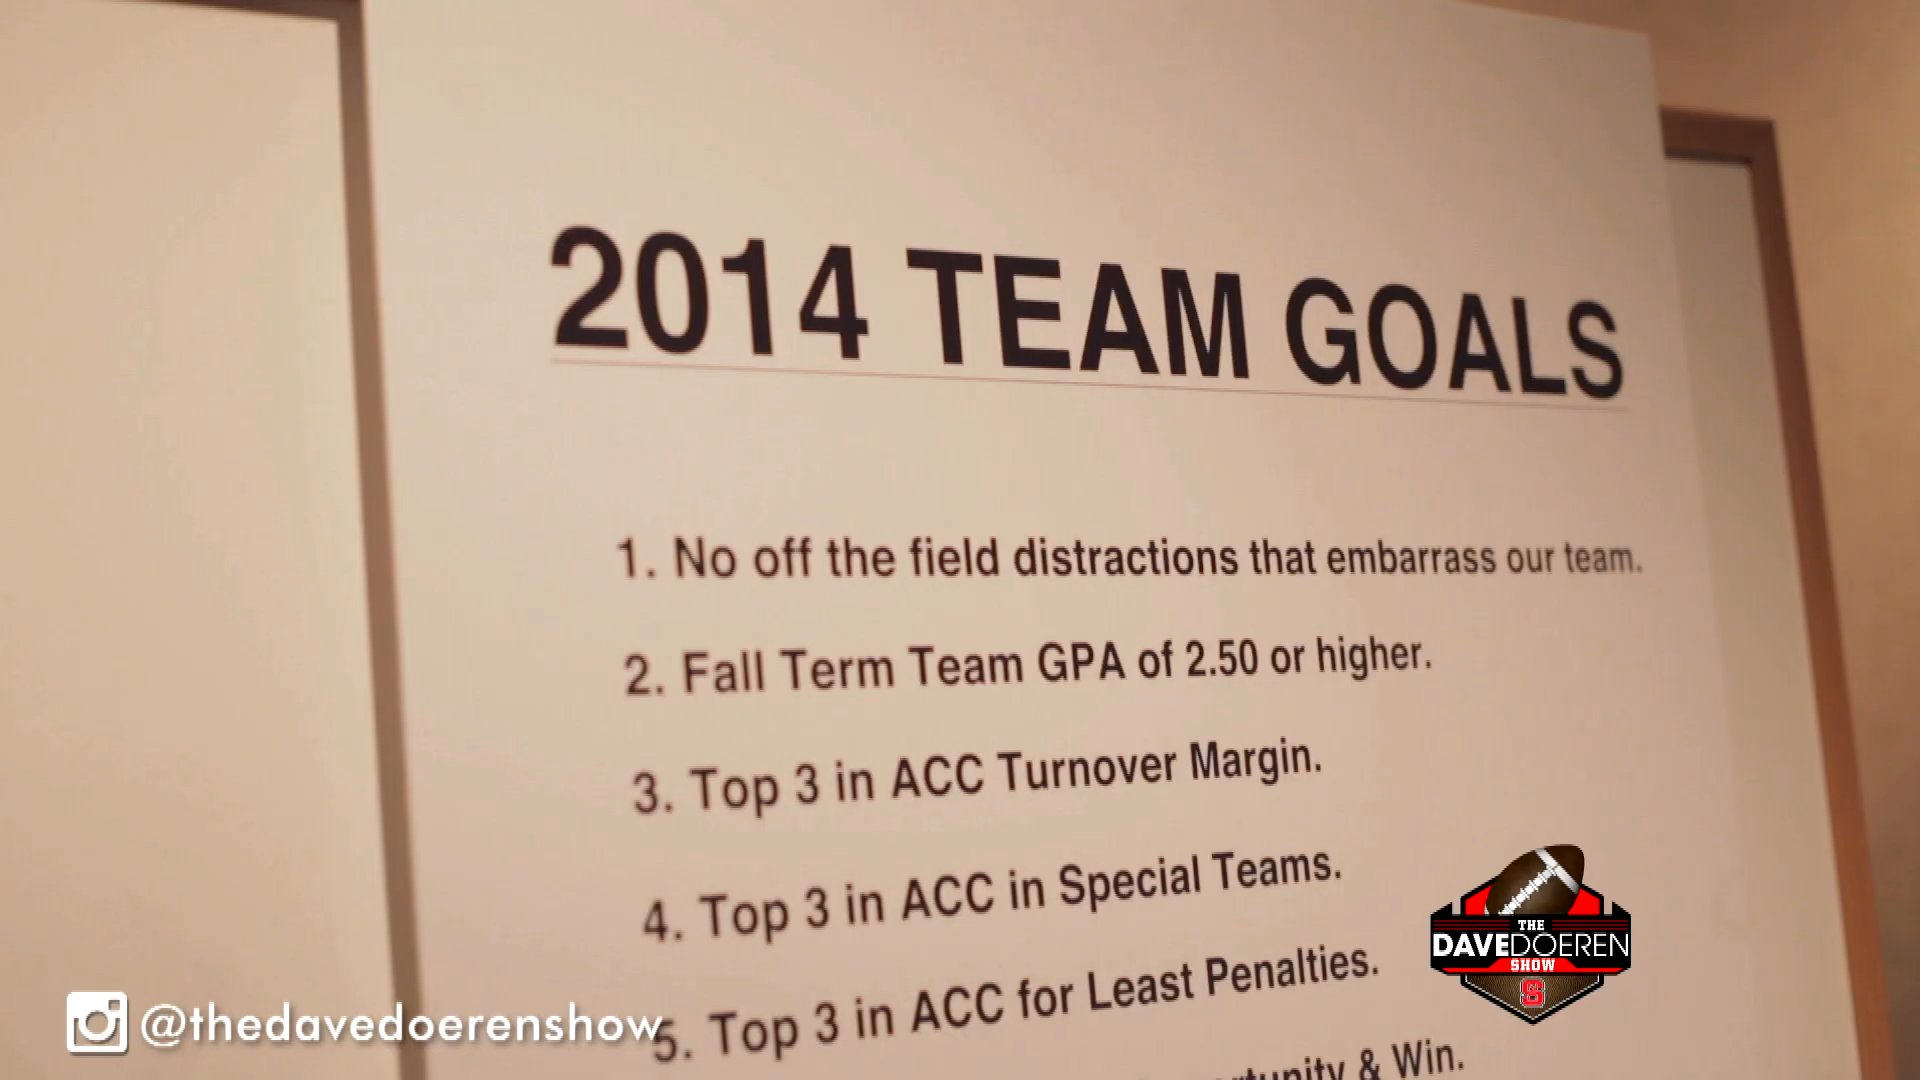 2014 TEAM GOALS
1. No off the field distractions that embarrass our team.
2. Fall Term Team GPA of 2.50 or higher.
3. Top 3 in ACC Turnover Margin.
4. Top 3 in ACC in Special Teams.
5. Top 3 in ACC for Least Penalties.
& Win.
THE
DAVEDOEREN
SHOW
S
@thedavedoerenshow